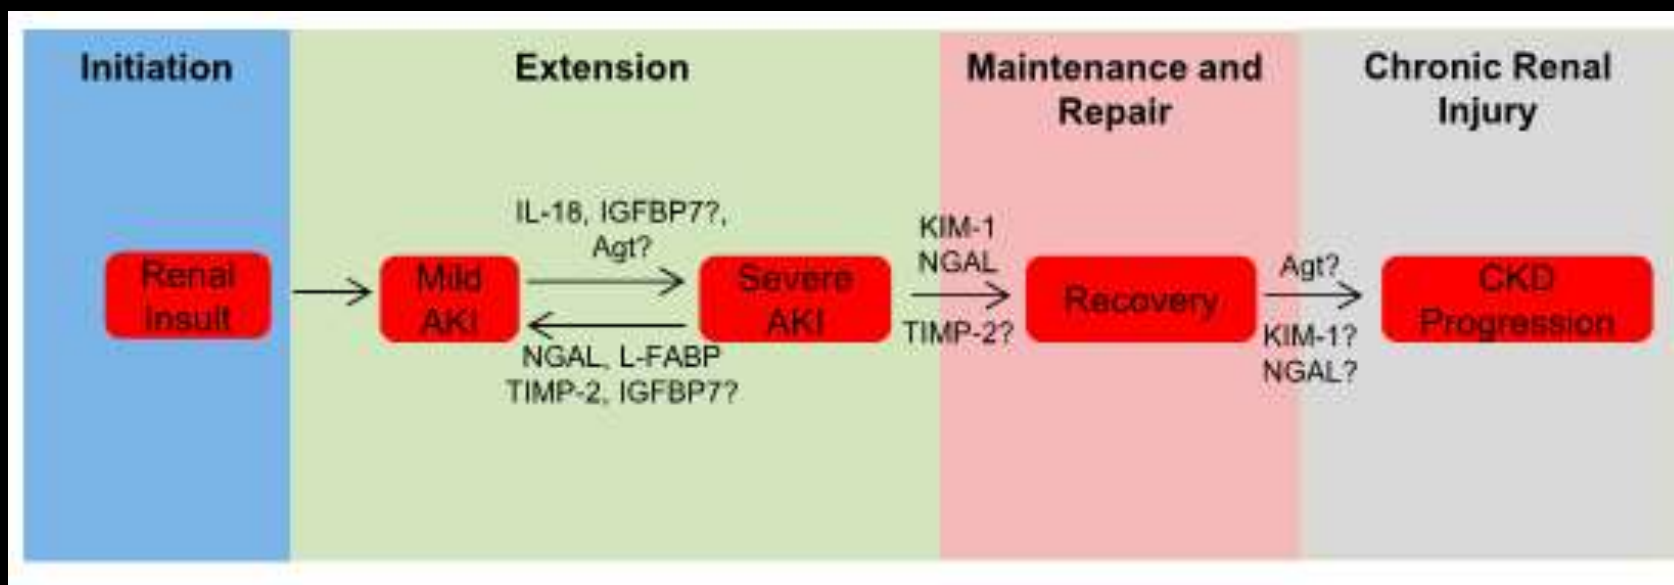 Initiation
Extension
Maintenance and
Repair
Chronic Renal
Injury
Renal
Insult
Mild
AKI
IL-18, IGFBP7?,
Agt?
NGAL, L-FABP
TIMP-2, IGFBP7?
Severe
AKI
KIM-1
NGAL
TIMP-2?
Recovery
Agt?
KIM-1?
NGAL?
CKD
Progression